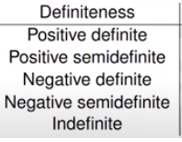 Definiteness
Positive definite
Positive semidefinite
Negative definite
Negative semidefinite
Indefinite